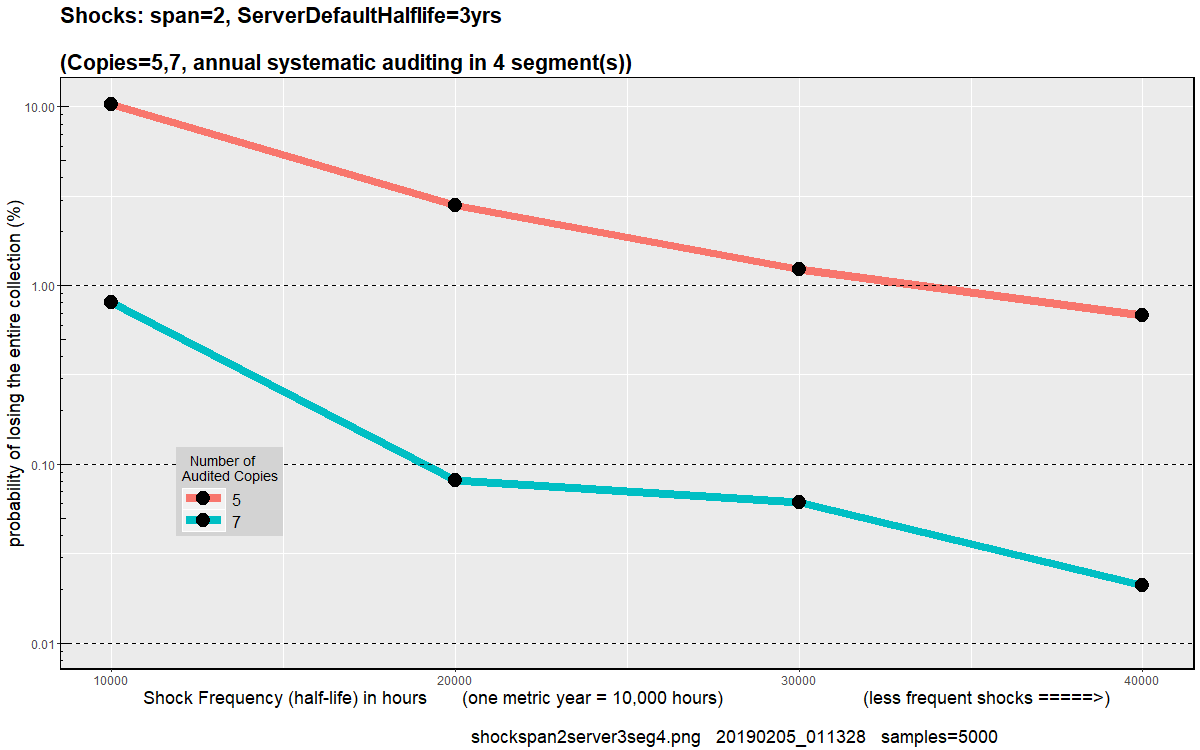 Shocks: span=2, ServerDefaultHalflife=3yrs
(Copies=5,7, annual systematic auditing in 4 segment(s))
probability of losing the entire collection (%)
10.00
1.00
0.10
0.01
Number of
Audited Copies
5
7
10000 20000 30000 40000
Shock Frequency (half-life) in hours (one metric year = 10,000 hours) (less frequent shocks =====>)
shockspan2server3seg4.png 20190205_011328 samples=5000